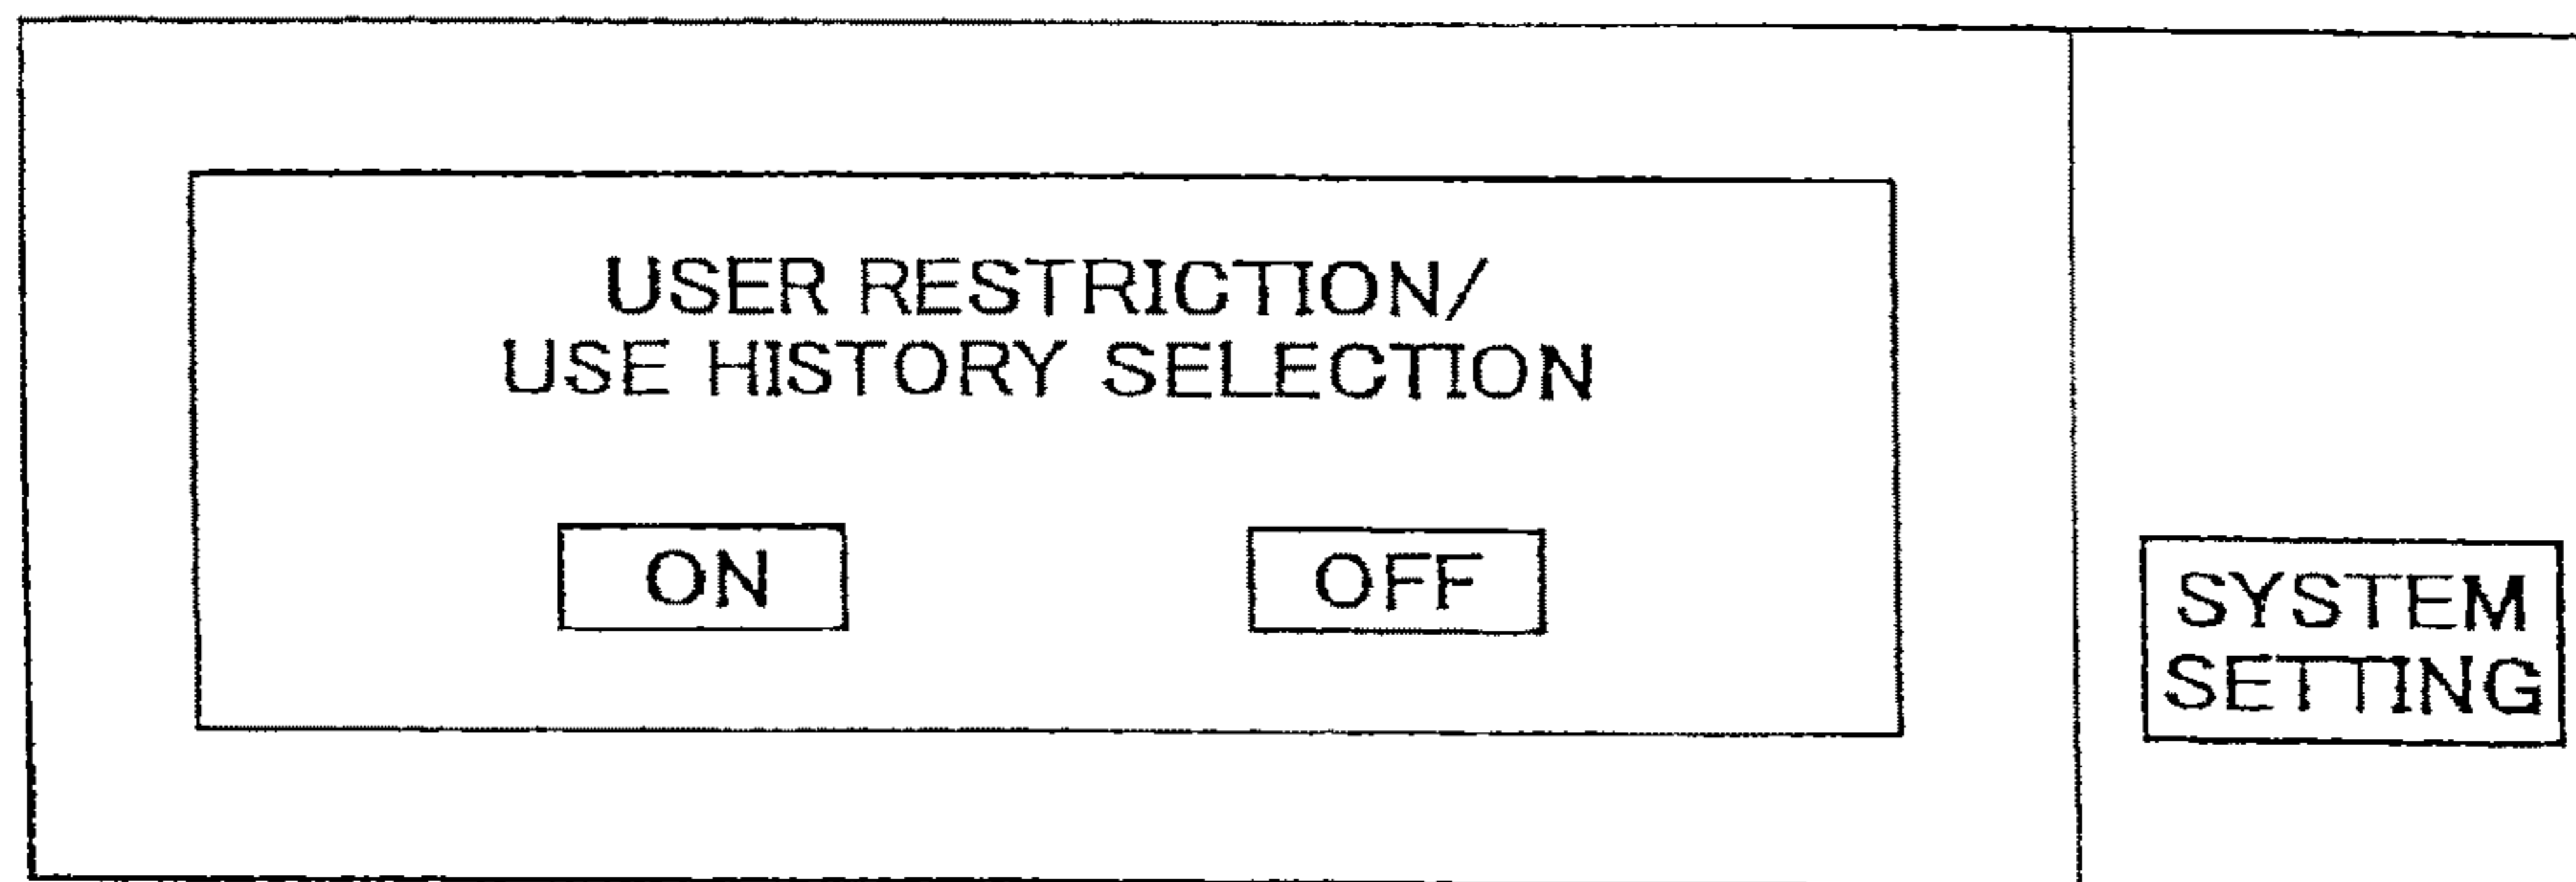 USER RESTRICTION/
USE HISTORY SELECTION
ON
OFF
SYSTEM
SETTING